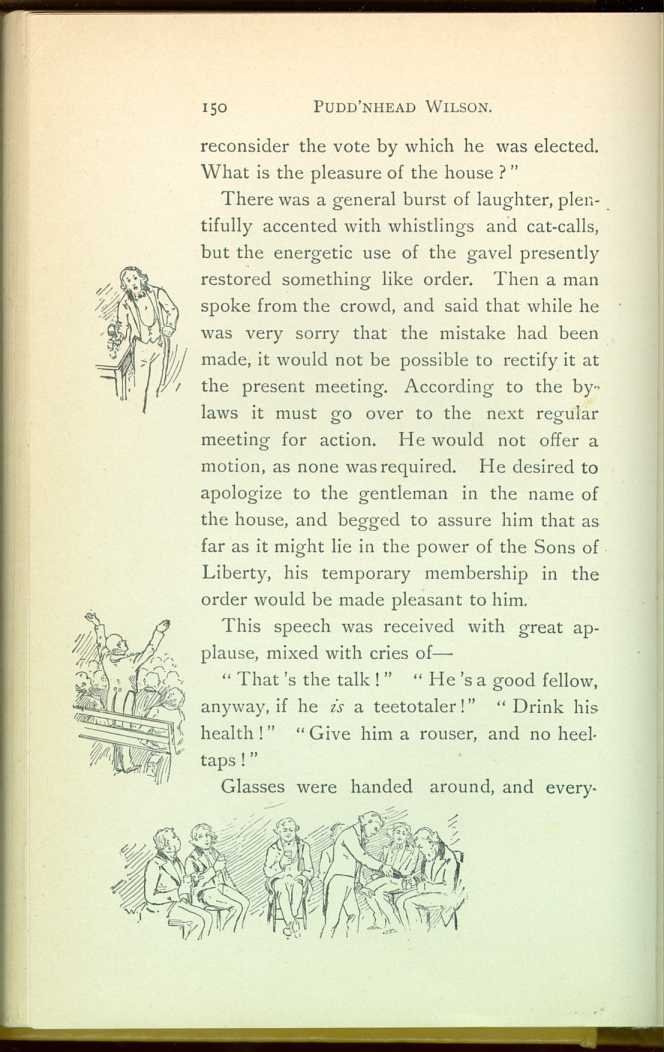 150 PUDD'NHEAD WILSON.
reconsider the vote by which he was elected.
What is the pleasure of the house ? "
There was a general burst of laughter, plen-
tifully accented with whistlings and cat-calls,
but the energetic use of the gavel presently
restored something like order. Then a man
spoke from the crowd, and said that while he
was very sorry that the mistake had been
made, it would not be possible to rectify it at
the present meeting. According to the by-
laws it must go over to the next regular
meeting for action. He would not offer a
motion, as none was required. He desired to
apologize to the gentleman in the name of
the house, and begged to assure him that as
far as it might lie in the power of the Sons of
Liberty, his temporary membership in the
order would be made pleasant to him.
This speech was received with great ap-
plause, mixed with cries of—
" That 's the talk ! " " He 's a good fellow,
anyway, if he is a teetotaler ! " " Drink his
health ! " " Give him a rouser, and no heel-
taps ! "
Glasses were handed around, and every-